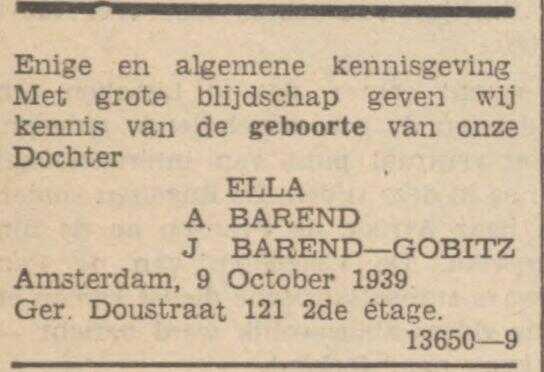 Enige en algemene kennisgeving
Met grote blijdschap geven wij
kennis van de geboorte van onze
Dochter
ELLA
A. BAREND
J. BAREND—GOBITZ
Amsterdam, 9 October 1939
Ger. Doustraat 121 2de étage.
13650—9